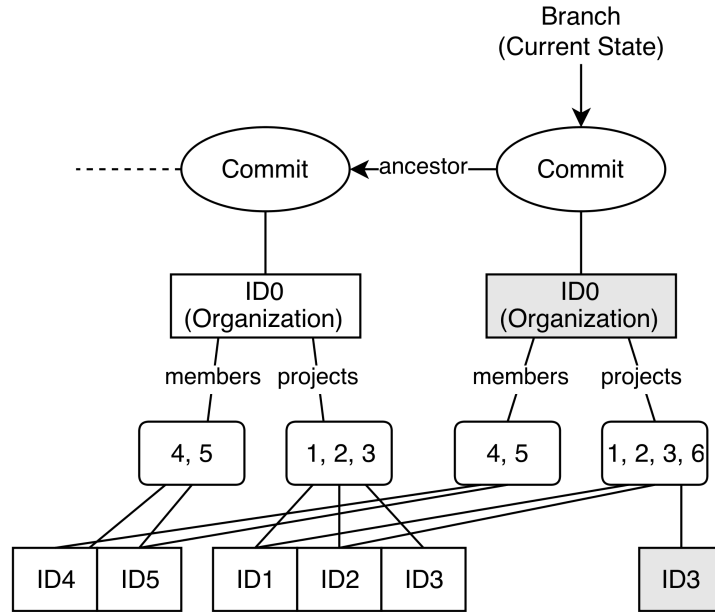 Branch
(Current State)
Commit
ancestor
Commit
ID0
(Organization)
ID0
(Organization)
members
projects
members
projects
4, 5
1, 2, 3
4, 5
1, 2, 3, 6
ID4
ID5
ID1
ID2
ID3
ID3